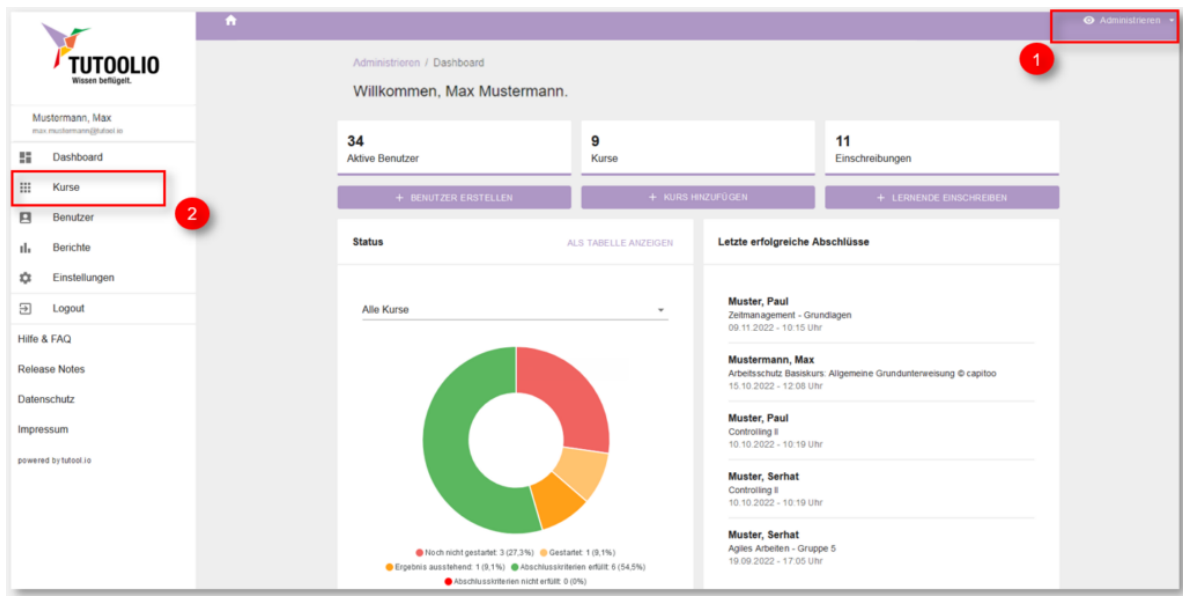 TUTOOLIO
Wissen beflügelt.
Mustermann, Max
max.mustermann@tutool.io
Dashboard
Kurse
2
Benutzer
Berichte
Einstellungen
Logout
Hilfe & FAQ
Release Notes
Datenschutz
Impressum
powered by tutool.io
Administrieren
1
Administrieren / Dashboard
Willkommen, Max Mustermann.
34
Aktive Benutzer
9
Kurse
11
Einschreibungen
+ BENUTZER ERSTELLEN
+ KURS HINZUFÜGEN
+ LERNENDE EINSCHREIBEN
Status
ALS TABELLE ANZEIGEN
Alle Kurse
Noch nicht gestartet: 3 (27,3%) Gestartet: 1 (9,1%)
Ergebnis ausstehend: 1 (9,1%) Abschlusskriterien erfüllt: 6 (54,5%)
Abschlusskriterien nicht erfüllt: 0 (0%)
Letzte erfolgreiche Abschlüsse
Muster, Paul
Zeitmanagement - Grundlagen
09.11.2022 - 10:15 Uhr
Mustermann, Max
Arbeitsschutz Basiskurs: Allgemeine Grundunterweisung © capitoo
15.10.2022 - 12:08 Uhr
Muster, Paul
Controlling II
10.10.2022 - 10:19 Uhr
Muster, Serhat
Controlling II
10.10.2022 - 10:19 Uhr
Muster, Serhat
Agiles Arbeiten - Gruppe 5
19.09.2022 - 17:05 Uhr